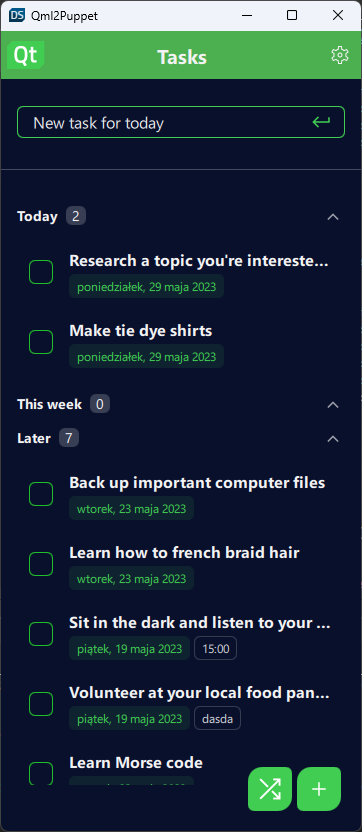 DS Qml2Puppet
Qt Tasks
New task for today
Today 2
Research a topic you're intereste...
poniedziałek, 29 maja 2023
Make tie dye shirts
poniedziałek, 29 maja 2023
This week 0
Later 7
Back up important computer files
wtorek, 23 maja 2023
Learn how to french braid hair
wtorek, 23 maja 2023
Sit in the dark and listen to your ...
piątek, 19 maja 2023 15:00
Volunteer at your local food pan...
piątek, 19 maja 2023 dasda
Learn Morse code